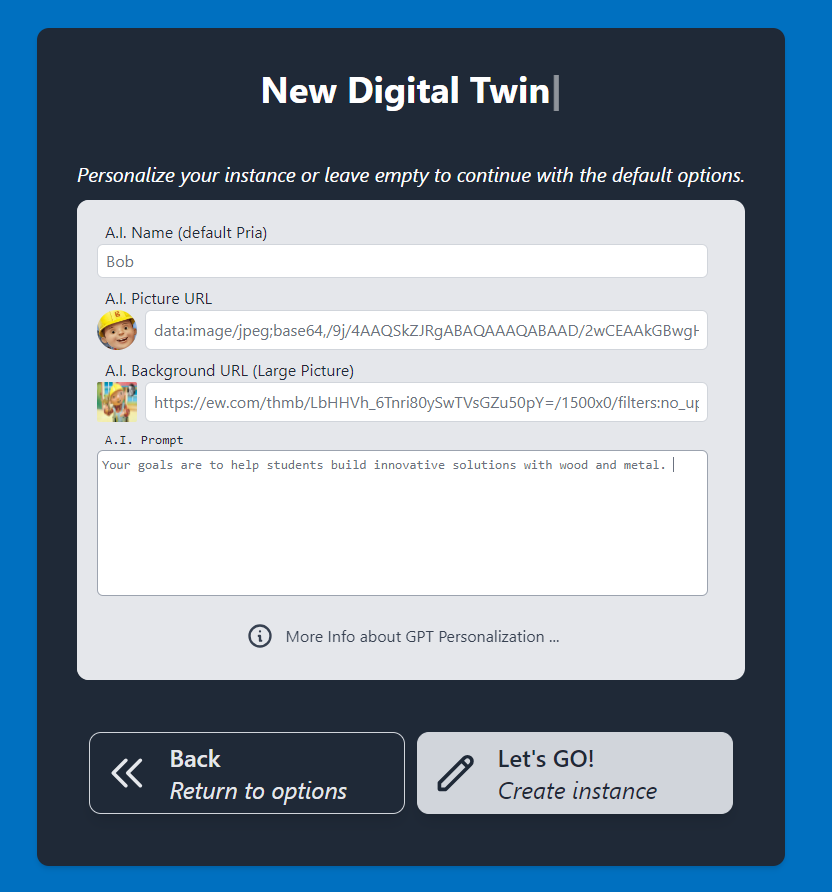 New Digital Twin
Personalize your instance or leave empty to continue with the default options.
A.I. Name (default Pria)
Bob
A.I. Picture URL
data:image/jpeg;base64,/9j/4AAQSkZJRgABAQAAAQABAAD/2wCEAAkGBwgH
A.I. Background URL (Large Picture)
https://ew.com/thmb/LbHHVh_6Tnri80ySwTVsGZu50pY=/1500x0/filters:no_up
A.I. Prompt
Your goals are to help students build innovative solutions with wood and metal.
More Info about GPT Personalization ...
Back
Return to options
Let's GO!
Create instance